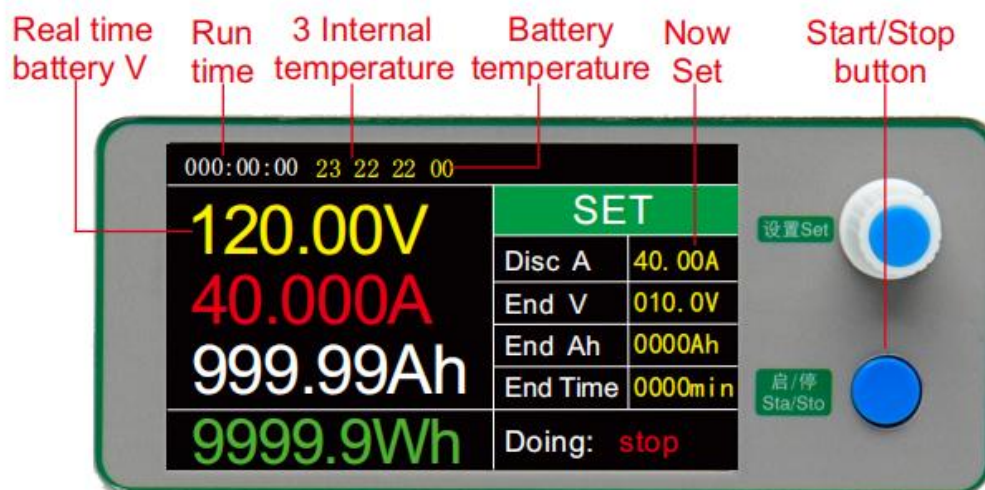 Real time battery V
Run time
3 Internal temperature
Battery temperature
Now Set
Start/Stop button
000:00:00 23 22 22 00
120.00V
40.000A
999.99Ah
9999.9Wh
SET
Disc A 40.00A
End V 010.0V
End Ah 0000Ah
End Time 0000min
Doing: stop
设置Set
启/停
Sta/Sto